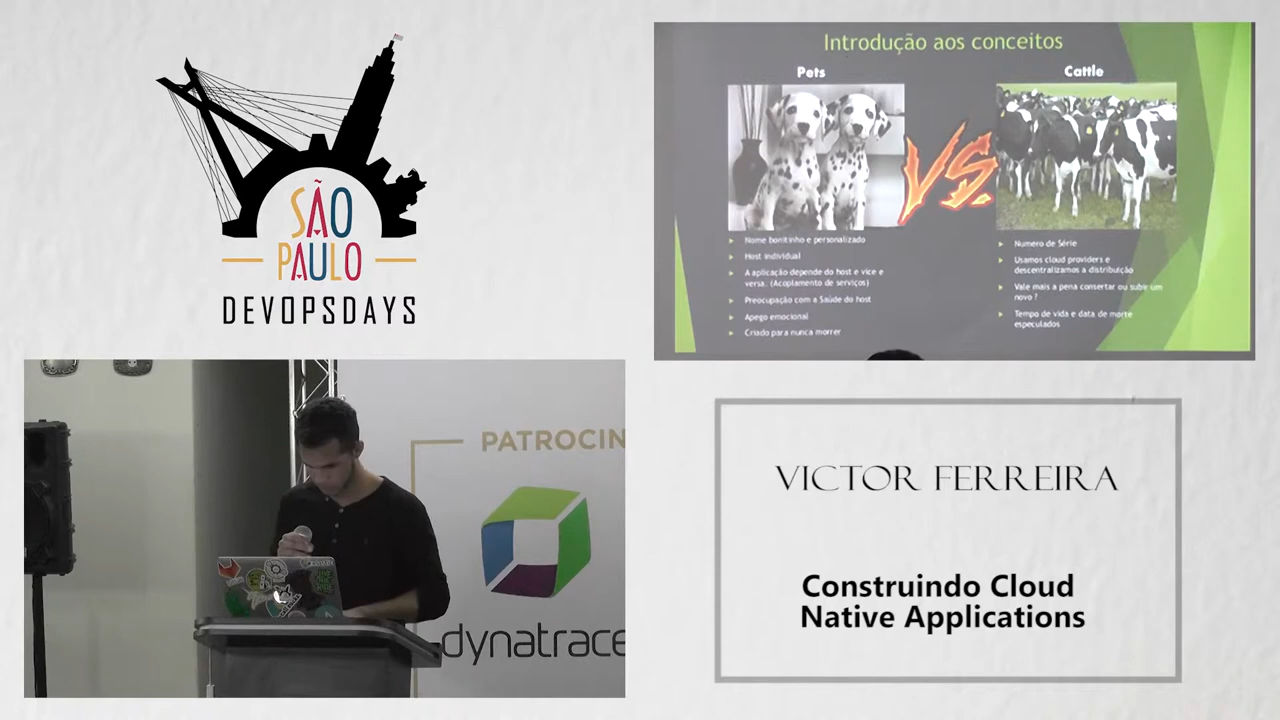 SÃO
PAULO
DEVOPSDAYS
Introdução aos conceitos
Pets
Cattle
VS.
Nome bonitinho e personalizado
Host individual
A aplicação depende do host e vice e
versa. (Acoplamento de serviços)
Preocupação com a Saúde do host
Apego emocional
Criado para nunca morrer
Numero de Série
Usamos cloud providers e
descentralizamos a distribuição
Vale mais a pena consertar ou subir um
novo ?
Tempo de vida e data de morte
especulados
PATROCIN
dynatrace
VICTOR FERREIRA
Construindo Cloud
Native Applications